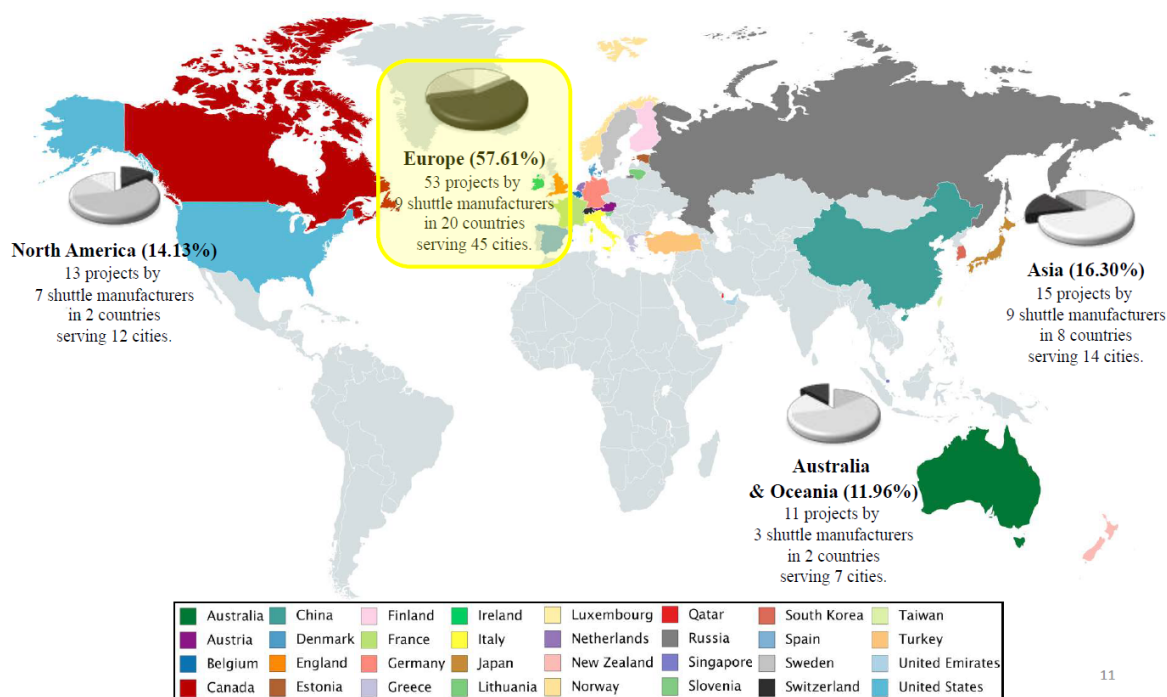 Europe (57.61%)
53 projects by
9 shuttle manufacturers
in 20 countries
serving 45 cities.
North America (14.13%)
13 projects by
7 shuttle manufacturers
in 2 countries
serving 12 cities.
Asia (16.30%)
15 projects by
9 shuttle manufacturers
in 8 countries
serving 14 cities.
Australia
& Oceania (11.96%)
11 projects by
3 shuttle manufacturers
in 2 countries
serving 7 cities.
Australia China Finland Ireland Luxembourg Qatar South Korea Taiwan
Austria Denmark France Italy Netherlands Russia Spain Turkey
Belgium England Germany Japan New Zealand Singapore Sweden United Emirates
Canada Estonia Greece Lithuania Norway Slovenia Switzerland United States
11